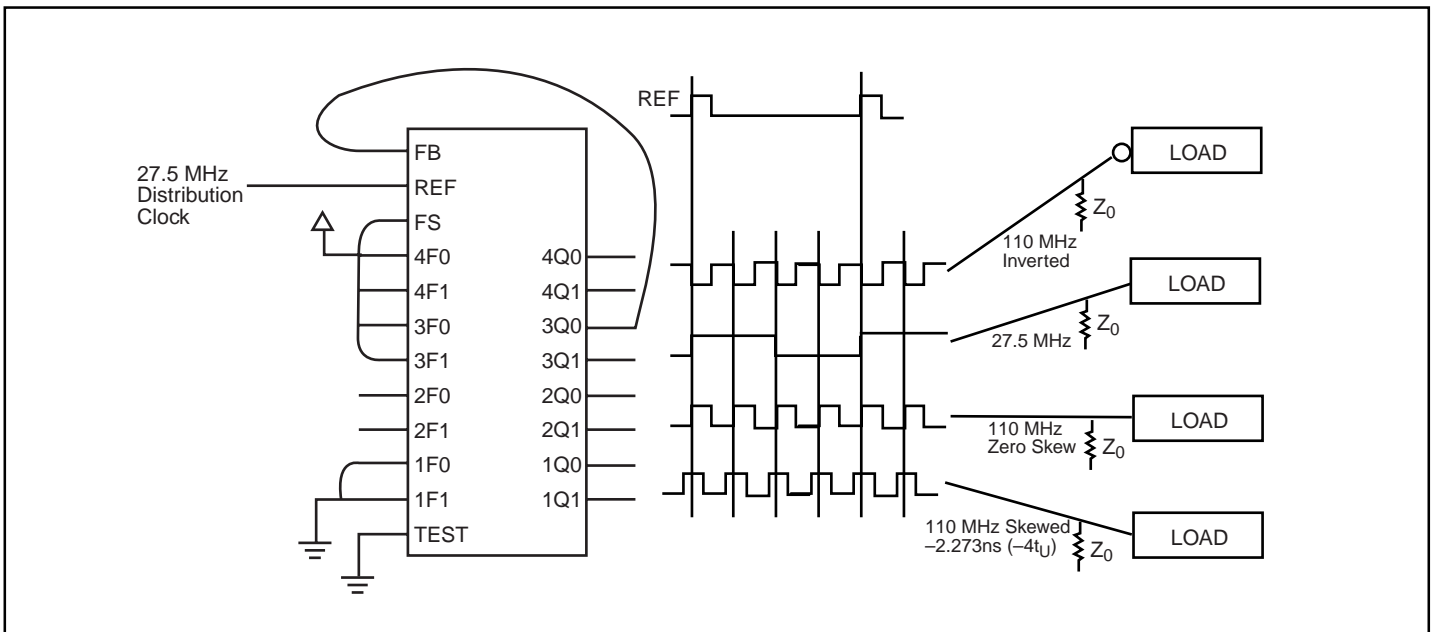 REF
27.5 MHz
Distribution
Clock
FB
REF
FS
4F0
4F1
3F0
3F1
2F0
2F1
1F0
1F1
TEST
4Q0
4Q1
3Q0
3Q1
2Q0
2Q1
1Q0
1Q1
LOAD
Z0
110 MHz
Inverted
LOAD
Z0
27.5 MHz
LOAD
110 MHz
Zero Skew
Z0
LOAD
110 MHz Skewed
–2.273ns (–4tU)
Z0